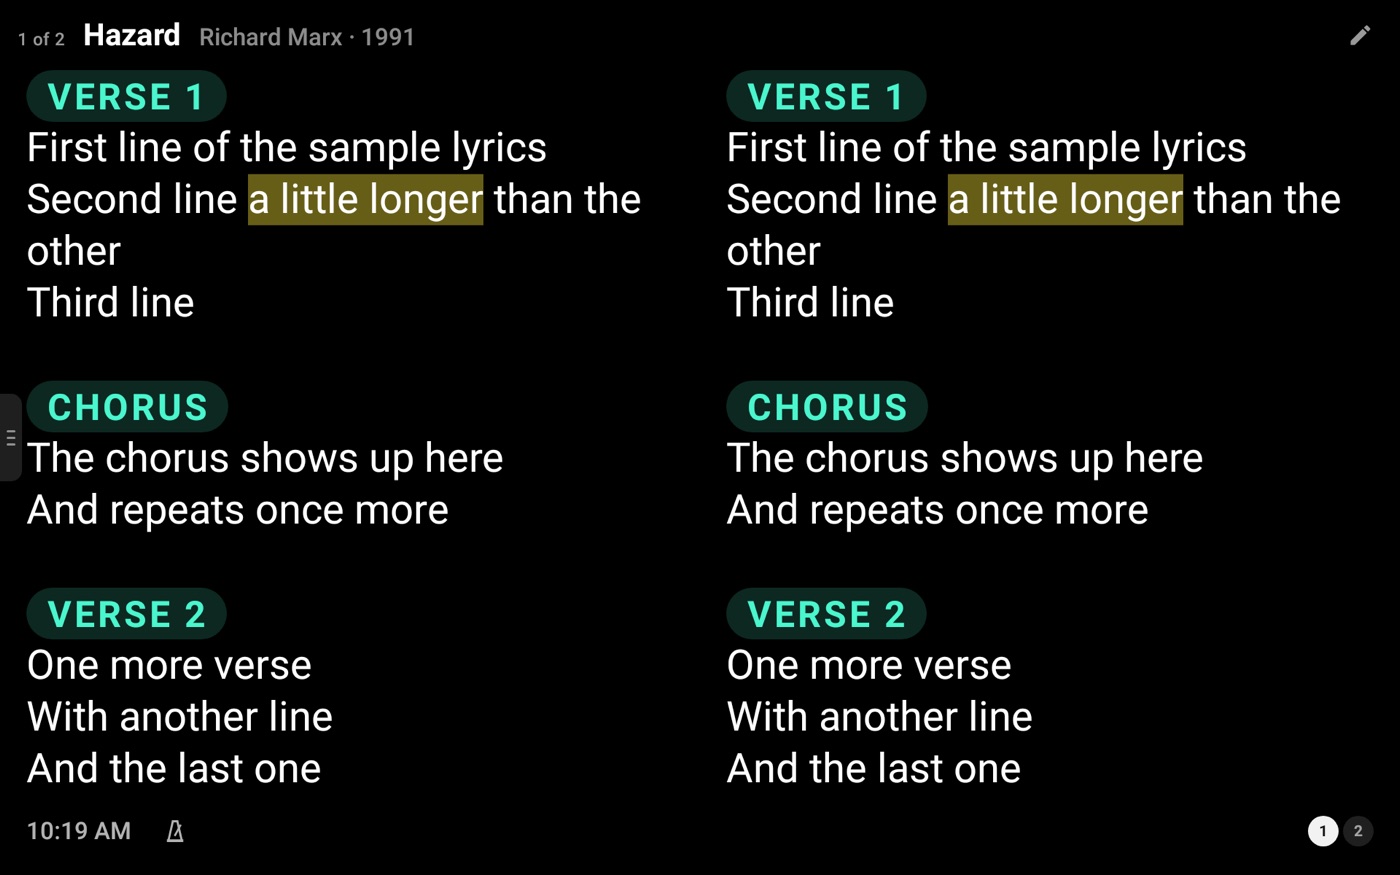 1 of 2 Hazard Richard Marx · 1991
VERSE 1
First line of the sample lyrics
Second line a little longer than the
other
Third line
CHORUS
The chorus shows up here
And repeats once more
VERSE 2
One more verse
With another line
And the last one
VERSE 1
First line of the sample lyrics
Second line a little longer than the
other
Third line
CHORUS
The chorus shows up here
And repeats once more
VERSE 2
One more verse
With another line
And the last one
10:19 AM
1 2